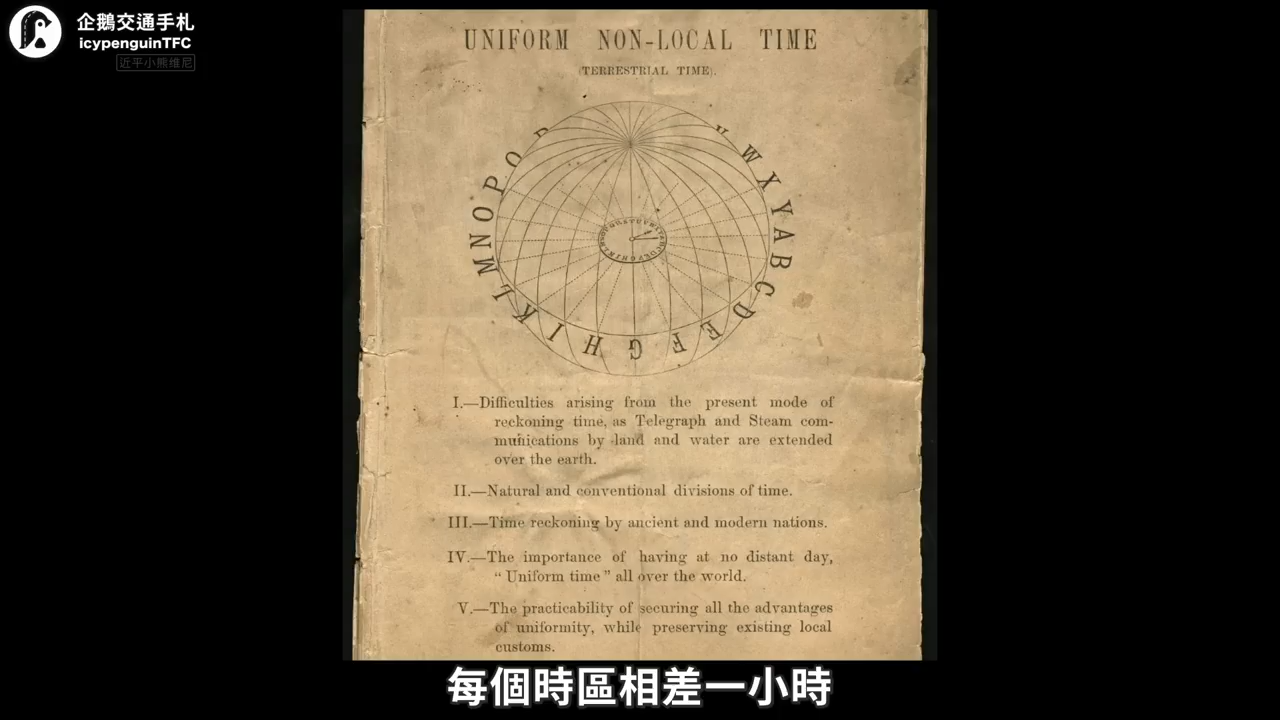 企鵝交通手札
icypenguinTFC
近平小熊维尼
UNIFORM NON-LOCAL TIME
(TERRESTRIAL TIME).
W X Y A B C D E F G H I K L M N O P
I.—Difficulties arising from the present mode of
reckoning time, as Telegraph and Steam com-
munications by land and water are extended
over the earth.
II.—Natural and conventional divisions of time.
III.—Time reckoning by ancient and modern nations.
IV.—The importance of having at no distant day,
“ Uniform time ” all over the world.
V.—The practicability of securing all the advantages
of uniformity, while preserving existing local
customs.
每個時區相差一小時